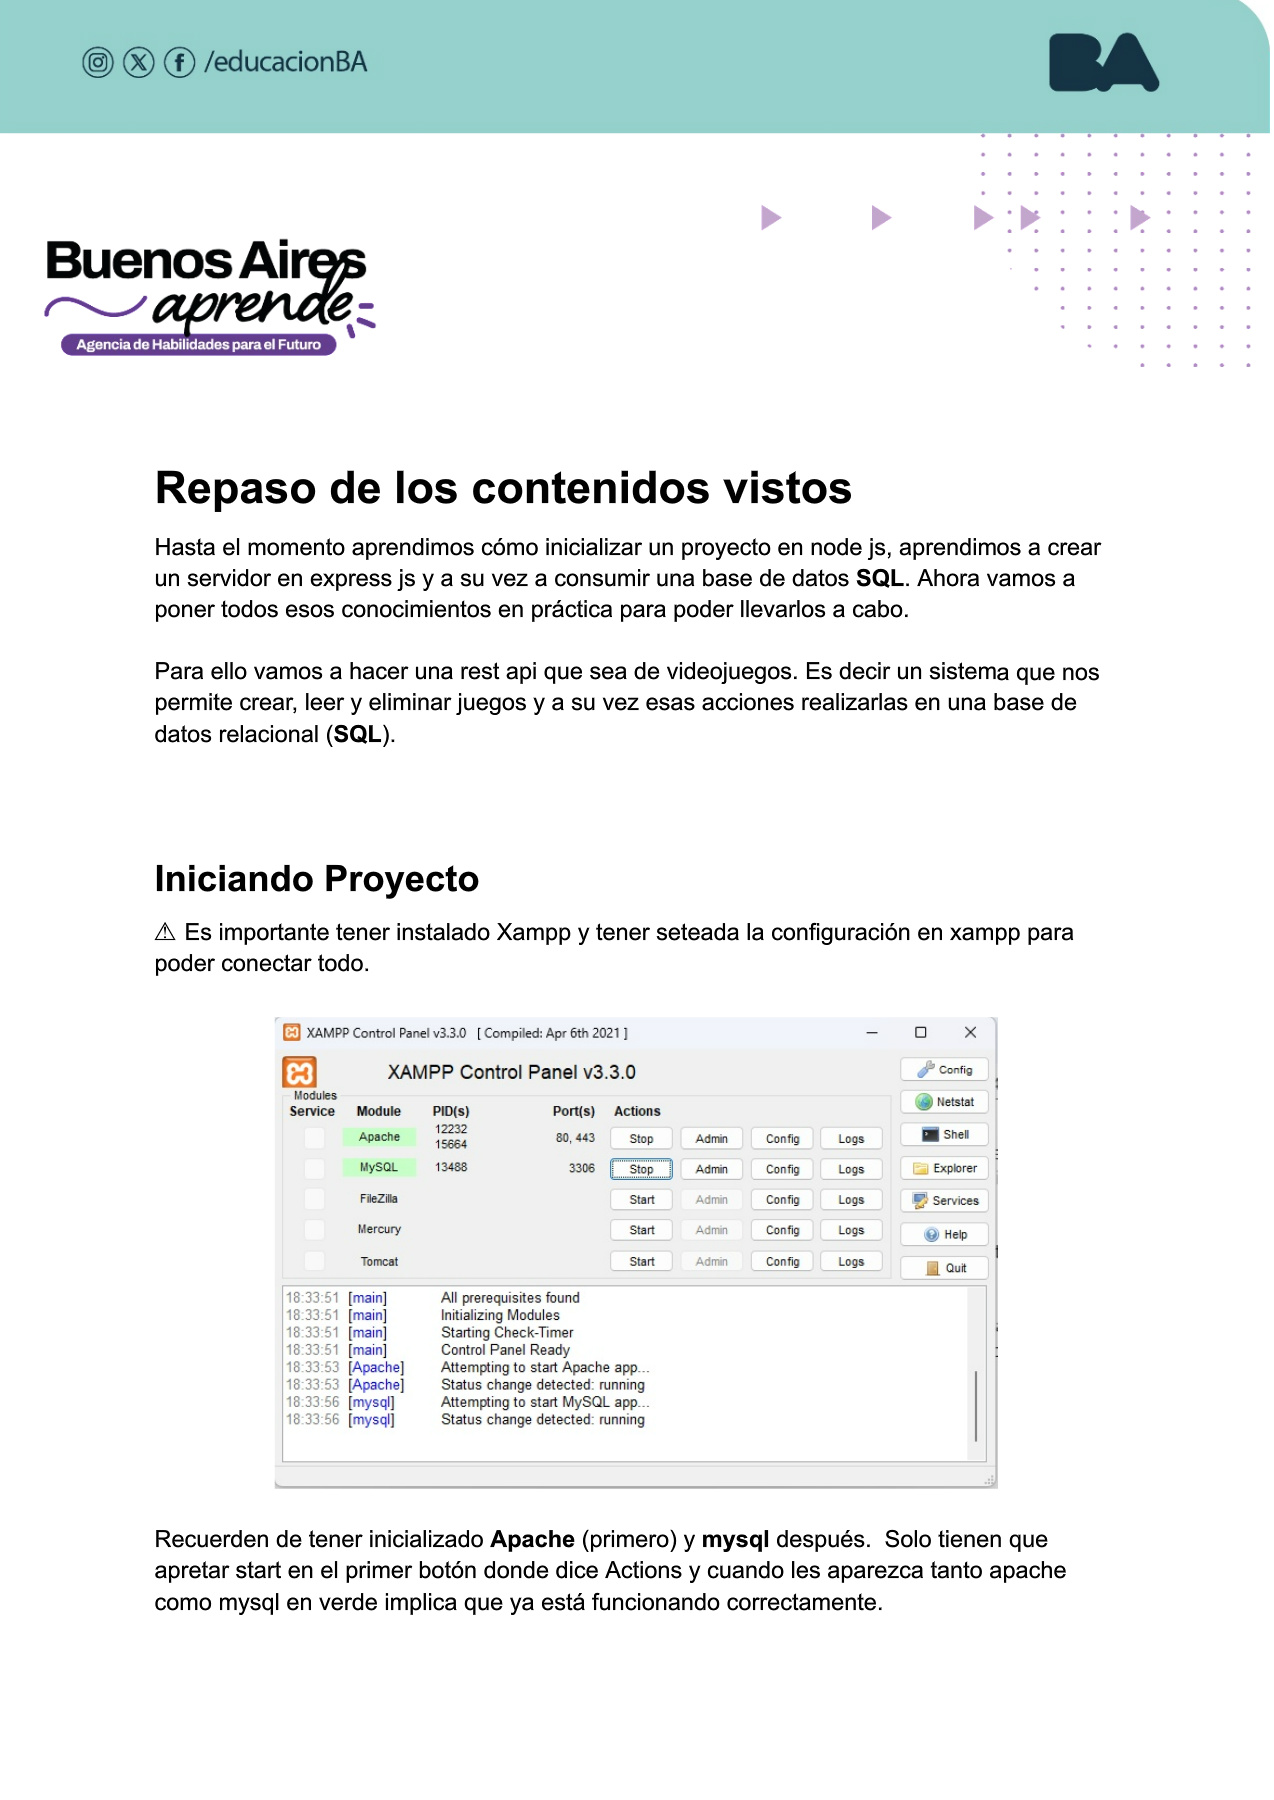 /educacionBA
BA
Buenos Aires
aprende
Agencia de Habilidades para el Futuro
Repaso de los contenidos vistos
Hasta el momento aprendimos cómo inicializar un proyecto en node js, aprendimos a crear
un servidor en express js y a su vez a consumir una base de datos SQL. Ahora vamos a
poner todos esos conocimientos en práctica para poder llevarlos a cabo.
Para ello vamos a hacer una rest api que sea de videojuegos. Es decir un sistema que nos
permite crear, leer y eliminar juegos y a su vez esas acciones realizarlas en una base de
datos relacional (SQL).
Iniciando Proyecto
⚠ Es importante tener instalado Xampp y tener seteada la configuración en xampp para
poder conectar todo.
XAMPP Control Panel v3.3.0 [ Compiled: Apr 6th 2021 ]
XAMPP Control Panel v3.3.0 Config
Modules
Netstat
Service Module PID(s) Port(s) Actions
Apache 12232 15664 80, 443 Stop Admin Config Logs Shell
MySQL 13488 3306 Stop Admin Config Logs Explorer
FileZilla Start Admin Config Logs Services
Mercury Start Admin Config Logs Help
Tomcat Start Admin Config Logs Quit
18:33:51 [main] All prerequisites found
18:33:51 [main] Initializing Modules
18:33:51 [main] Starting Check-Timer
18:33:51 [main] Control Panel Ready
18:33:53 [Apache] Attempting to start Apache app...
18:33:53 [Apache] Status change detected: running
18:33:56 [mysql] Attempting to start MySQL app...
18:33:56 [mysql] Status change detected: running
Recuerden de tener inicializado Apache (primero) y mysql después. Solo tienen que
apretar start en el primer botón donde dice Actions y cuando les aparezca tanto apache
como mysql en verde implica que ya está funcionando correctamente.